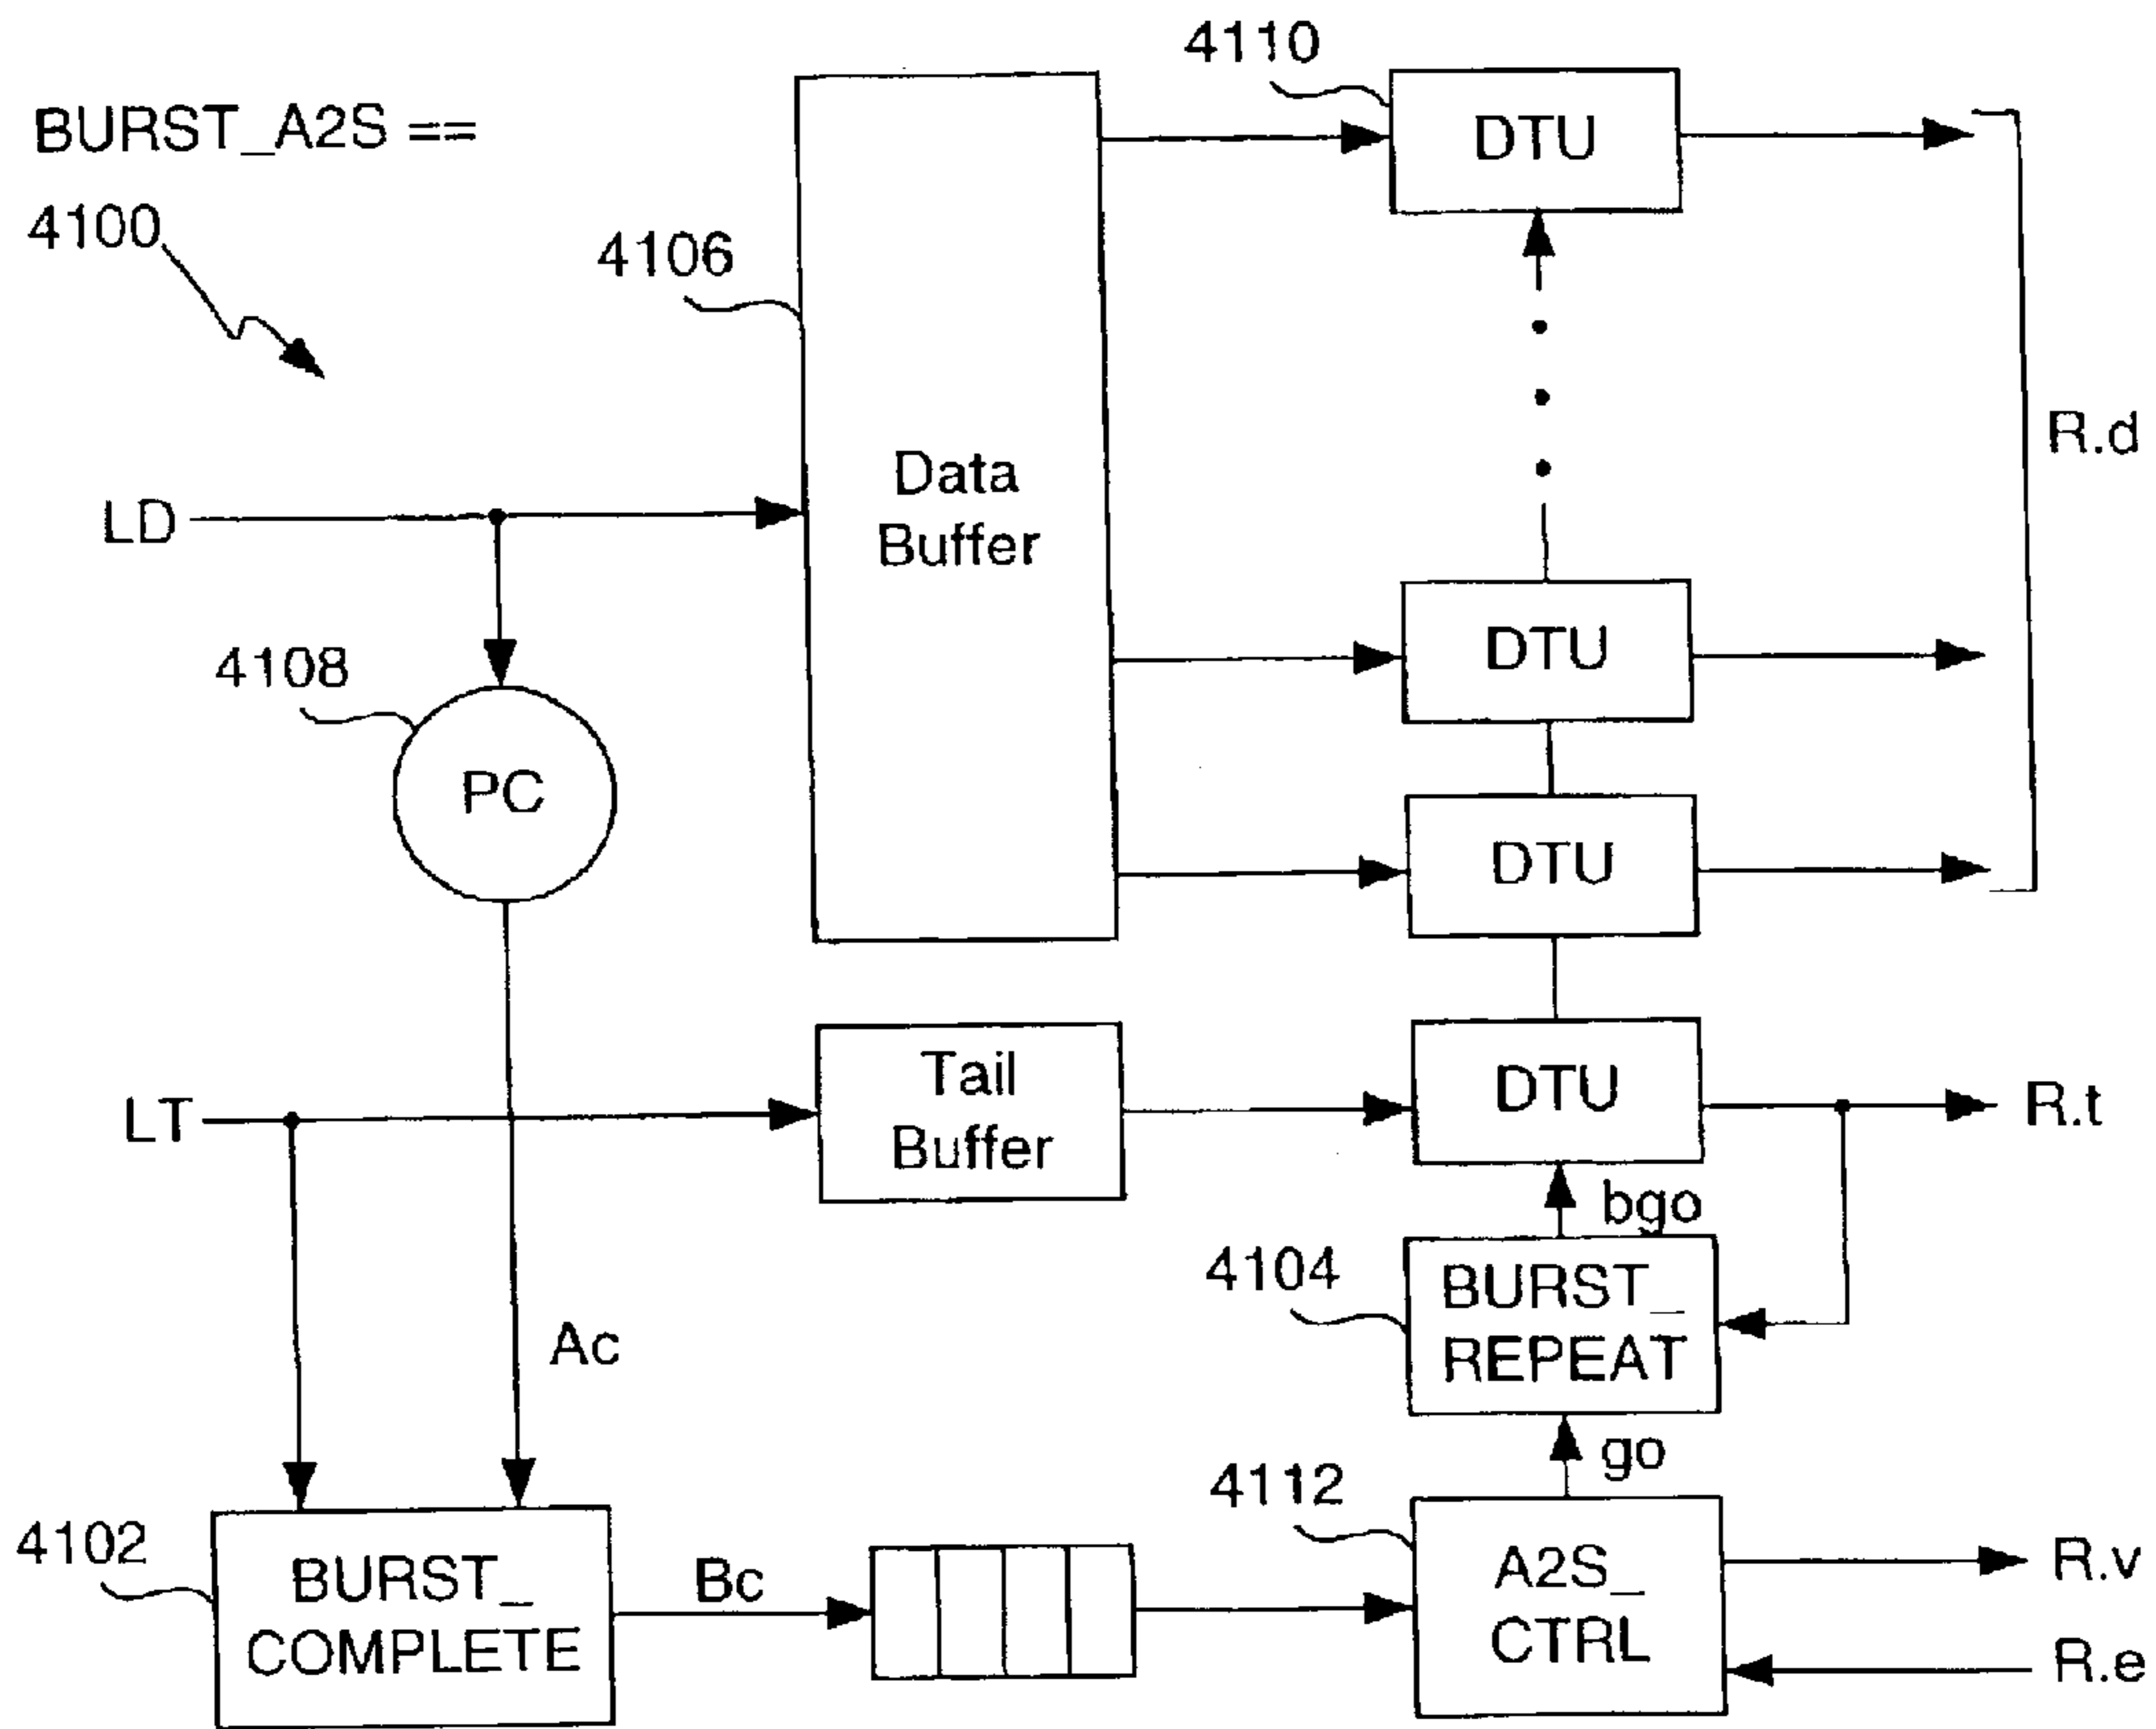 BURST_A2S ==
4100
4106
4110
DTU
Data
Buffer
LD
R.d
DTU
4108
PC
DTU
LT
Tail
Buffer
DTU
R.t
bgo
4104
BURST_
REPEAT
Ac
go
4112
4102
BURST_
COMPLETE
Bc
A2S_
CTRL
R.v
R.e